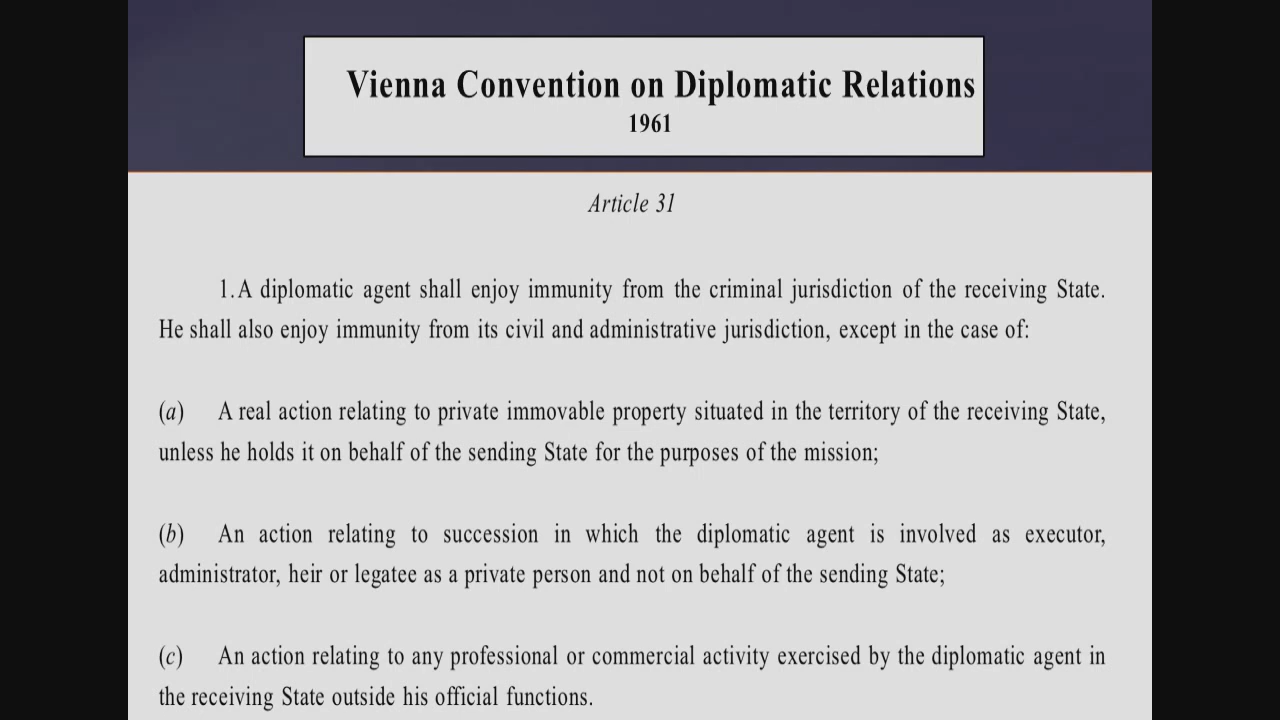 Vienna Convention on Diplomatic Relations
1961
Article 31
1.A diplomatic agent shall enjoy immunity from the criminal jurisdiction of the receiving State.
He shall also enjoy immunity from its civil and administrative jurisdiction, except in the case of:
(a) A real action relating to private immovable property situated in the territory of the receiving State,
unless he holds it on behalf of the sending State for the purposes of the mission;
(b) An action relating to succession in which the diplomatic agent is involved as executor,
administrator, heir or legatee as a private person and not on behalf of the sending State;
(c) An action relating to any professional or commercial activity exercised by the diplomatic agent in
the receiving State outside his official functions.